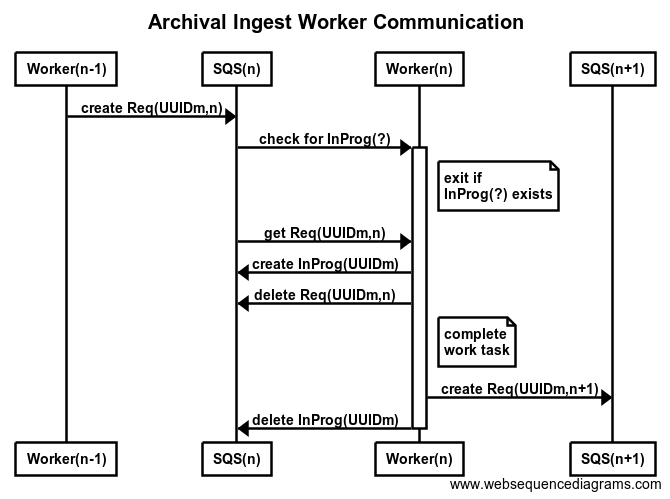 Archival Ingest Worker Communication
Worker(n-1)
SQS(n)
Worker(n)
SQS(n+1)
create Req(UUIDm,n)
check for InProg(?)
exit if
InProg(?) exists
get Req(UUIDm,n)
create InProg(UUIDm)
delete Req(UUIDm,n)
complete
work task
create Req(UUIDm,n+1)
delete InProg(UUIDm)
Worker(n-1)
SQS(n)
Worker(n)
SQS(n+1)
www.websequencediagrams.com